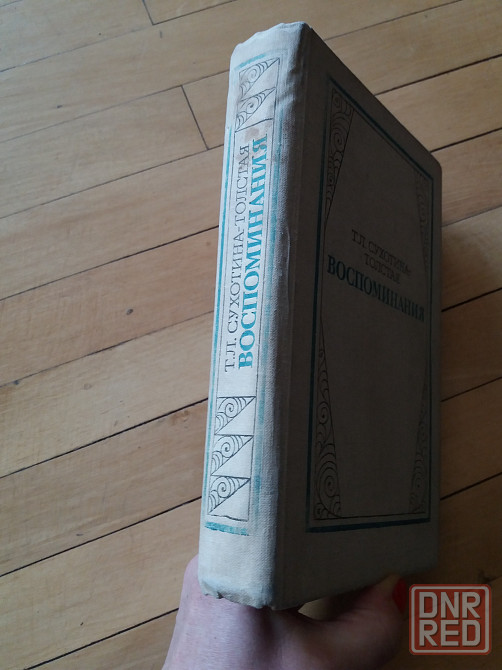 Т.Л. СУХОТИНА-ТОЛСТАЯ
ВОСПОМИНАНИЯ
Т.Л. СУХОТИНА-
ТОЛСТАЯ
ВОСПОМИНАНИЯ
DNR
RED